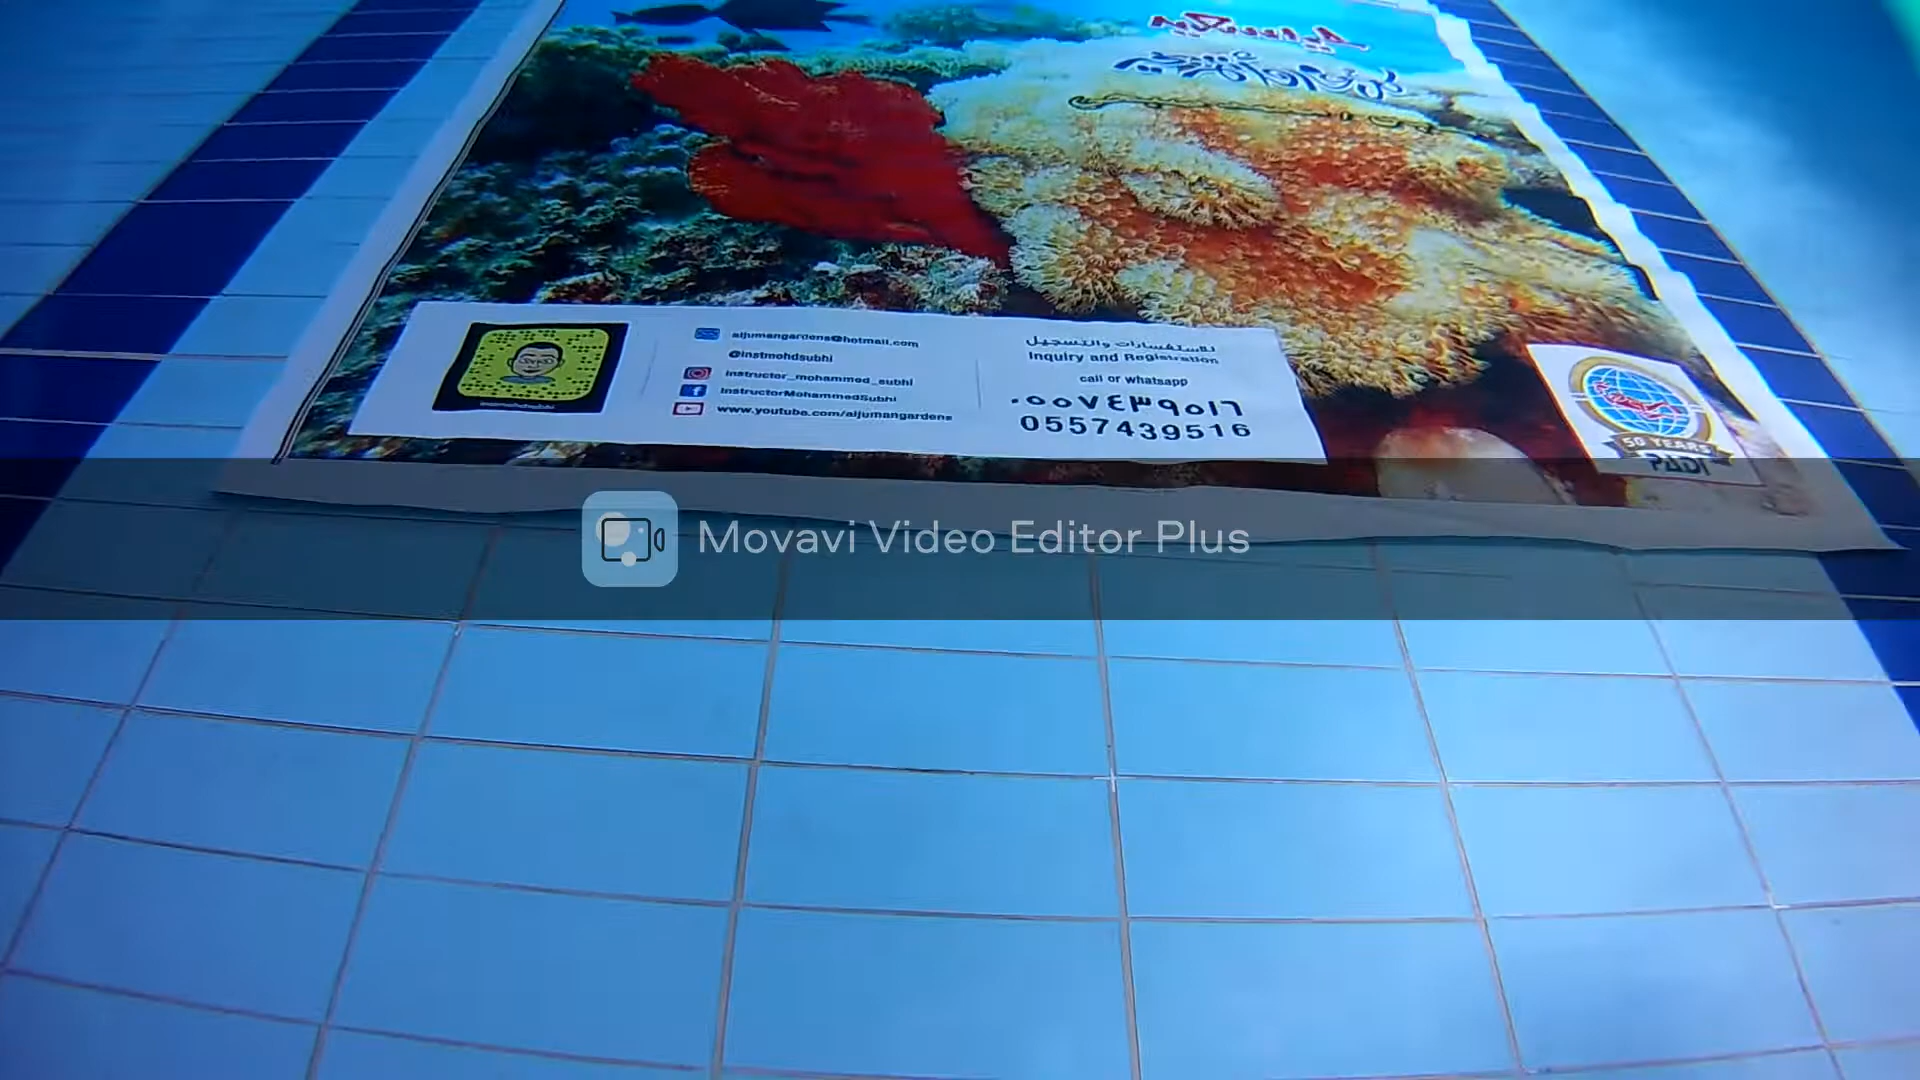 aljumangardens@hotmail.com
@instmohdsubhi
instructor_mohammed_subhi
InstructorMohammedSubhi
www.youtube.com/aljumangardens
للاستفسارات والتسجيل
Inquiry and Registration
call or whatsapp
٠٥٥٧٤٣٩٥١٦
0557439516
50 YEARS
PADI
Movavi Video Editor Plus